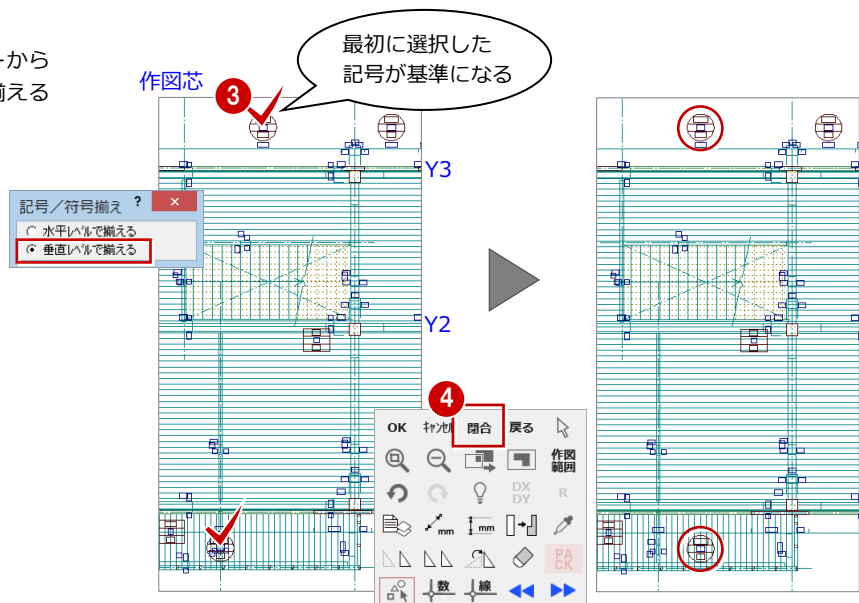 から
揃える
最初に選択した
記号が基準になる
作図芯
3
Y3
記号／符号揃え ? ×
水平レベルで揃える
垂直レベルで揃える
Y2
4
OK キャンセル 閉合 戻る
作図
範囲
DX
DY
R
mm
mm
PA
CK
数
線